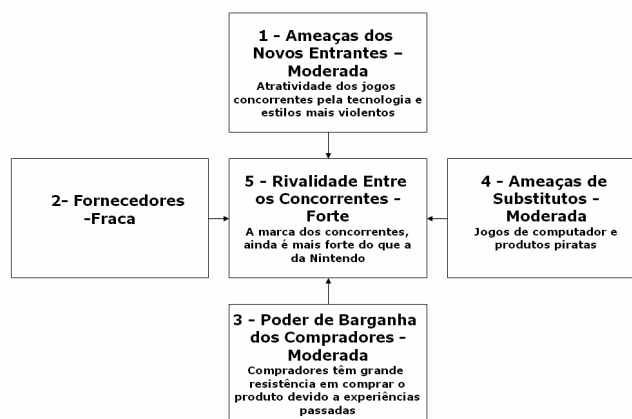 1 - Ameaças dos
Novos Entrantes –
Moderada
Atratividade dos jogos
concorrentes pela tecnologia e
estilos mais violentos
2- Fornecedores
-Fraca
5 - Rivalidade Entre
os Concorrentes –
Forte
A marca dos concorrentes,
ainda é mais forte do que a
da Nintendo
4 - Ameaças de
Substitutos -
Moderada
Jogos de computador e
produtos piratas
3 - Poder de Barganha
dos Compradores -
Moderada
Compradores têm grande
resistência em comprar o
produto devido a experiências
passadas